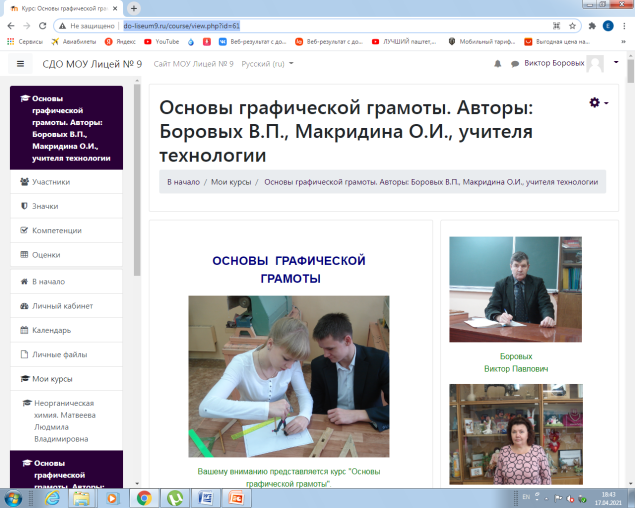 Курс: Основы графической грам
Не защищено
do-liseum9.ru/course/view.php?id=61
Сервисы
Авиабилеты
Яндекс
YouTube
Веб-результат с до...
Веб-результат с до...
ЛУЧШИЙ паштет,...
Мобильный тариф...
Выгодная цена на...
СДО МОУ Лицей № 9
Сайт МОУ Лицей № 9
Русский (ru)
Виктор Боровых
Основы
графической
грамоты. Авторы:
Боровых В.П.,
Макридина О.И.,
учителя технологии
Участники
Значки
Компетенции
Оценки
В начало
Личный кабинет
Календарь
Личные файлы
Мои курсы
Неорганическая
химия. Матвеева
Людмила
Владимировна
Основы
графической
грамоты. Авторы:
Основы графической грамоты. Авторы:
Боровых В.П., Макридина О.И., учителя
технологии
В начало / Мои курсы / Основы графической грамоты. Авторы: Боровых В.П., Макридина О.И., учителя технологии
ОСНОВЫ ГРАФИЧЕСКОЙ
ГРАМОТЫ
Вашему вниманию представляется курс "Основы
графической грамоты".
Боровых
Виктор Павлович
EN
18:43
17.04.2021